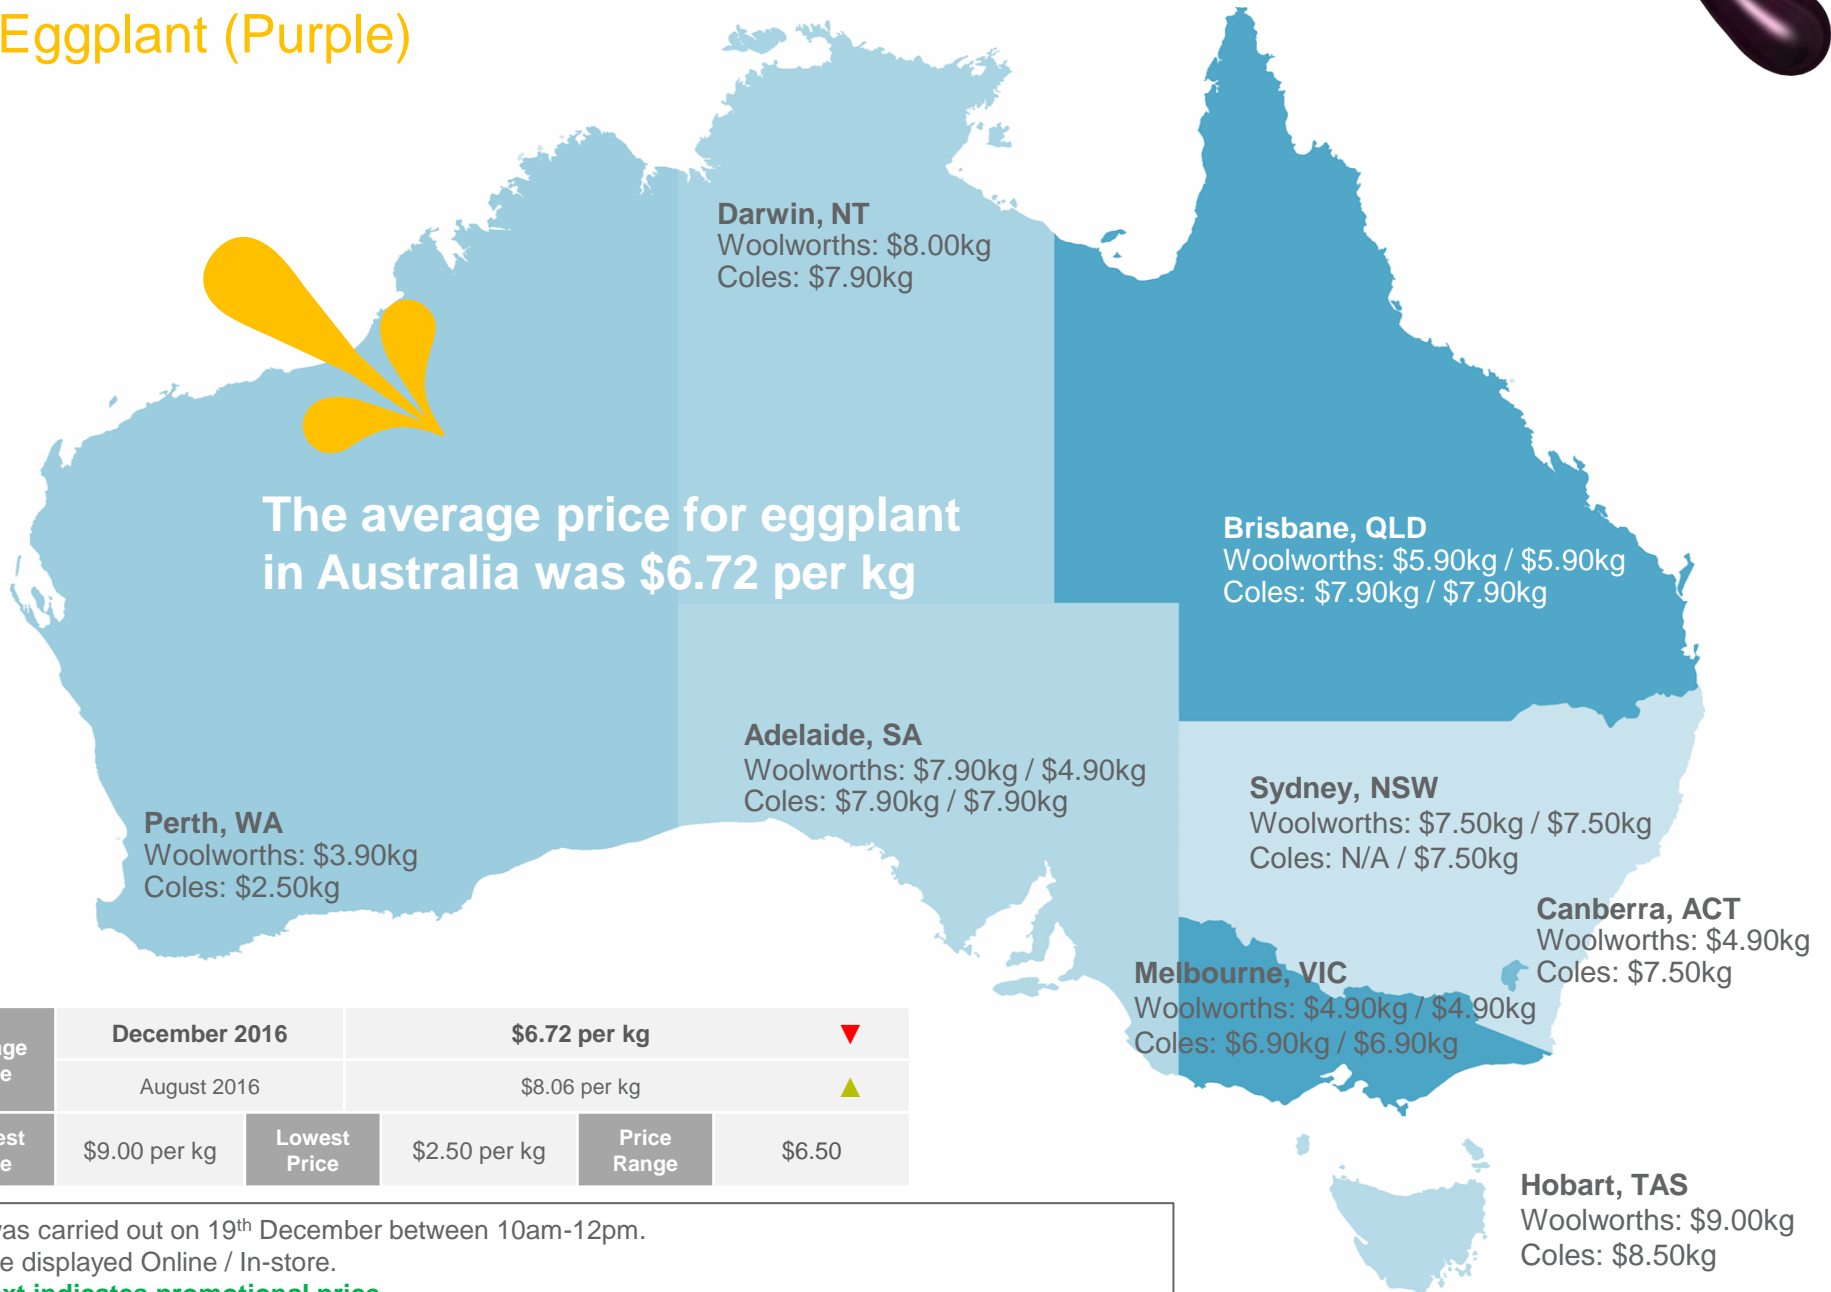 Eggplant (Purple)
Darwin, NT
Woolworths: $8.00kg
Coles: $7.90kg
The average price for eggplant
in Australia was $6.72 per kg
Brisbane, QLD
Woolworths: $5.90kg / $5.90kg
Coles: $7.90kg / $7.90kg
Adelaide, SA
Woolworths: $7.90kg / $4.90kg
Coles: $7.90kg / $7.90kg
Sydney, NSW
Woolworths: $7.50kg / $7.50kg
Coles: N/A / $7.50kg
Perth, WA
Woolworths: $3.90kg
Coles: $2.50kg
Canberra, ACT
Woolworths: $4.90kg
Coles: $7.50kg
Melbourne, VIC
Woolworths: $4.90kg / $4.90kg
Coles: $6.90kg / $6.90kg
December 2016 $6.72 per kg ▼
August 2016 $8.06 per kg ▲
$9.00 per kg Lowest Price $2.50 per kg Price Range $6.50
Hobart, TAS
Woolworths: $9.00kg
Coles: $8.50kg
was carried out on 19th December between 10am-12pm.
displayed Online / In-store.
indicates promotional price